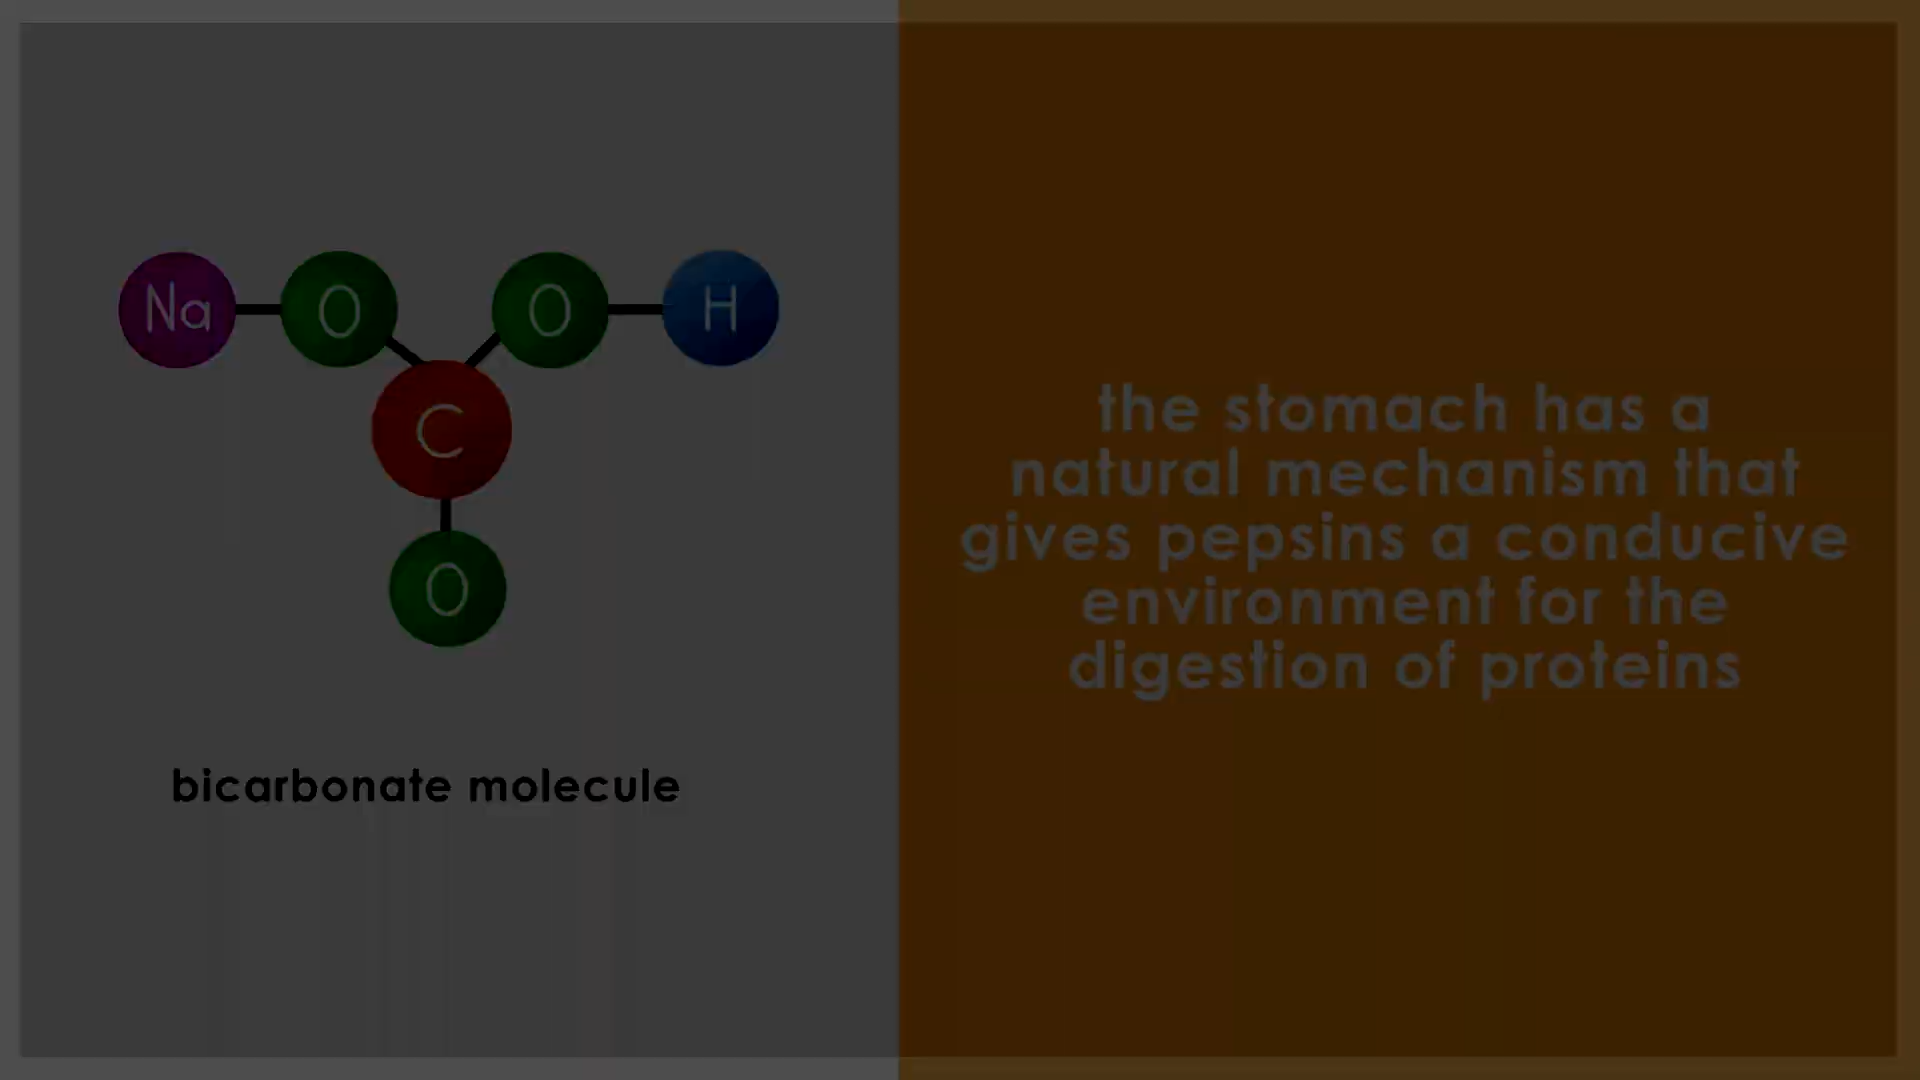 Na O O H
C
O
bicarbonate molecule
the stomach has a
natural mechanism that
gives pepsins a conducive
environment for the
digestion of proteins